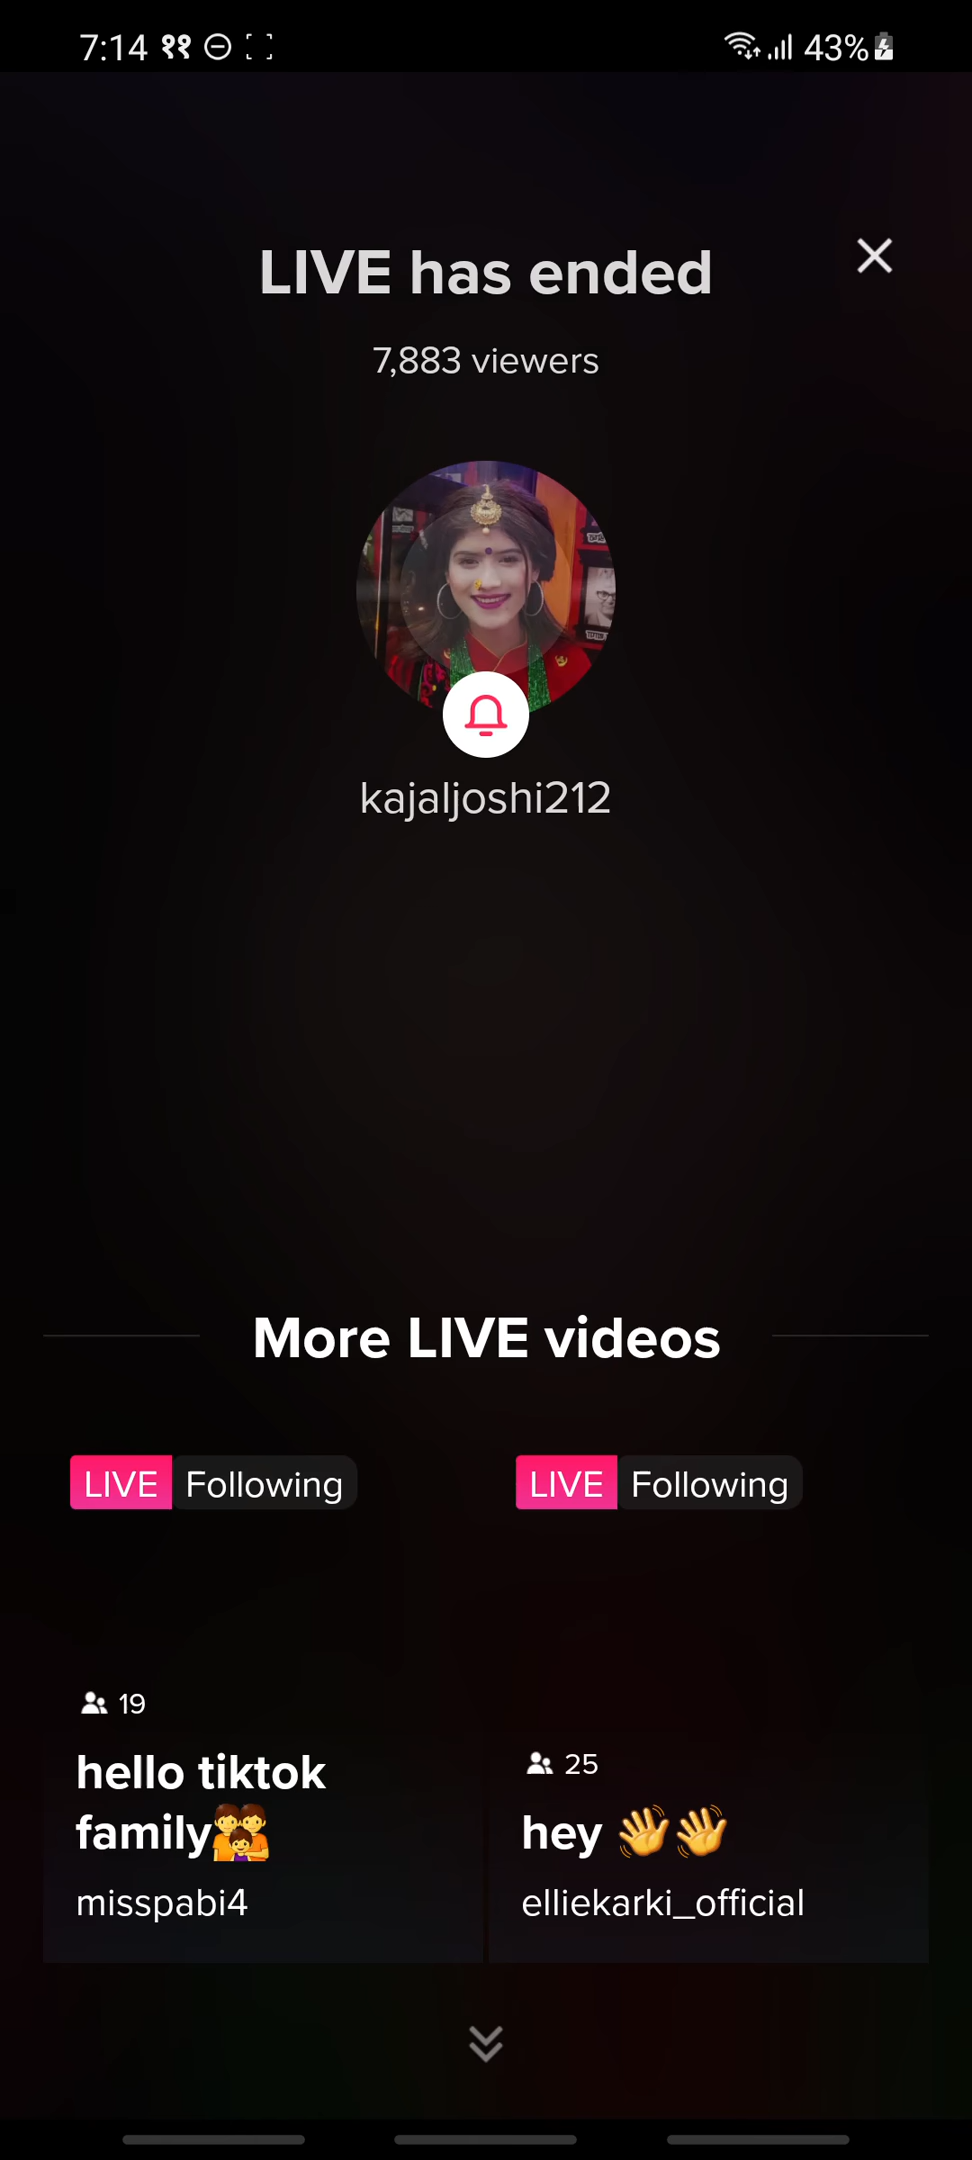 7:14 ११
43%
LIVE has ended
7,883 viewers
kajaljoshi212
More LIVE videos
LIVE Following
LIVE Following
19
hello tiktok
family👨‍👩‍👦
misspabi4
25
hey 👋👋
elliekarki_official